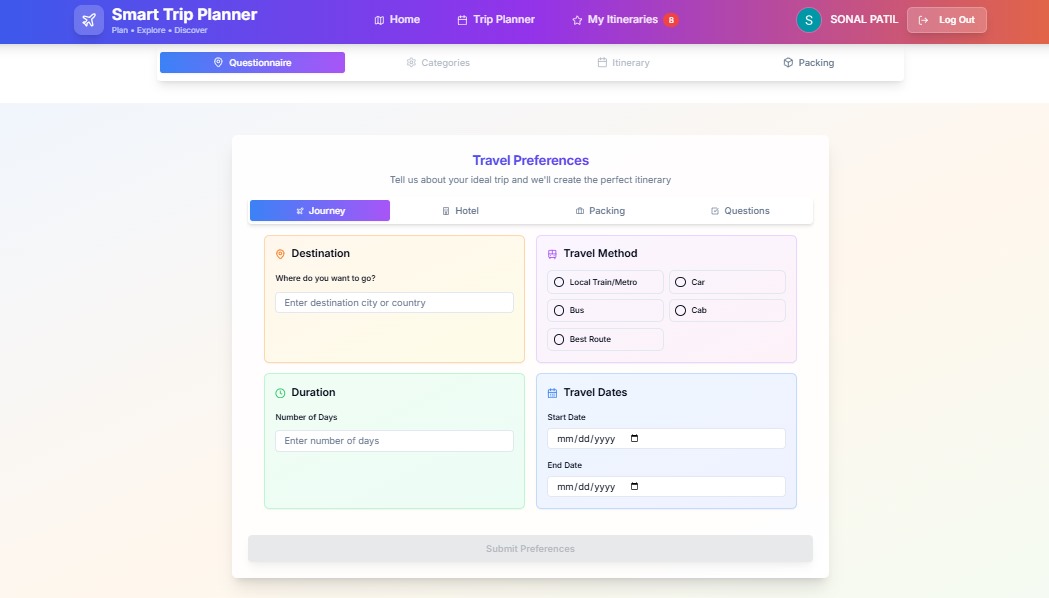 Smart Trip Planner
Plan • Explore • Discover
Home
Trip Planner
My Itineraries 8
S SONAL PATIL
Log Out
Questionnaire
Categories
Itinerary
Packing
Travel Preferences
Tell us about your ideal trip and we'll create the perfect itinerary
Journey
Hotel
Packing
Questions
Destination
Where do you want to go?
Enter destination city or country
Travel Method
Local Train/Metro
Car
Bus
Cab
Best Route
Duration
Number of Days
Enter number of days
Travel Dates
Start Date
mm/dd/yyyy
End Date
mm/dd/yyyy
Submit Preferences